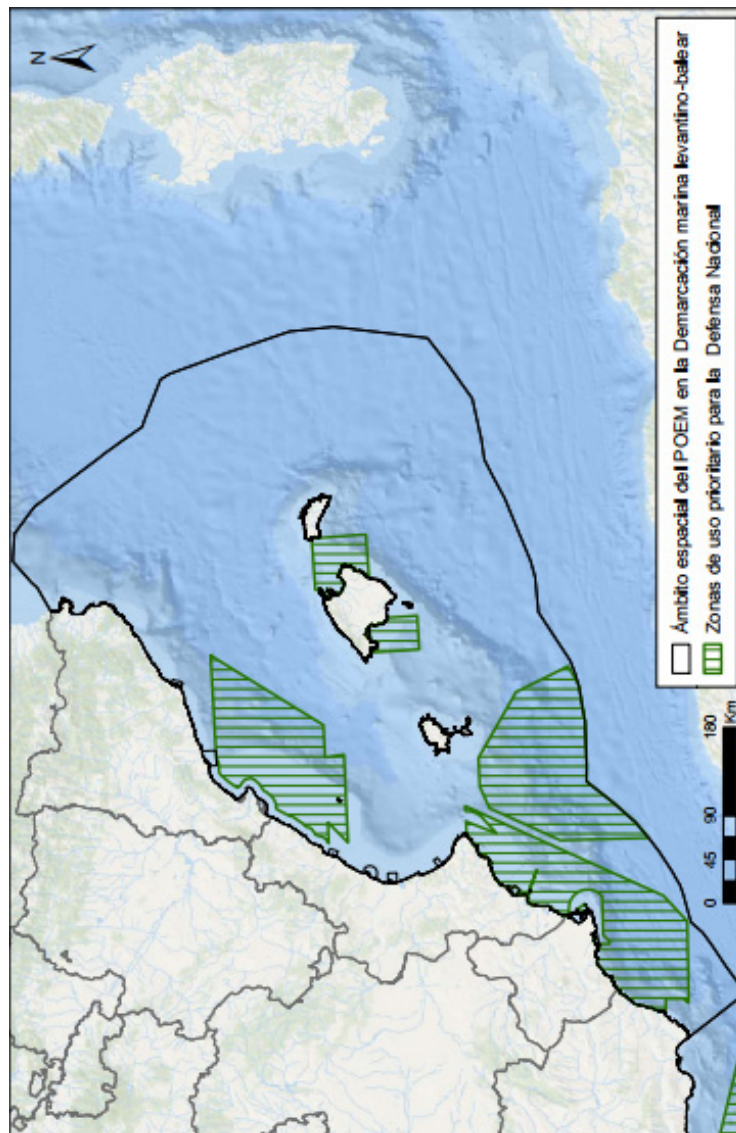 N
Ámbito espacial del POEM en la Demarcación marina levantino-balear
Zonas de uso prioritario para la Defensa Nacional
0 45 90 180
Km